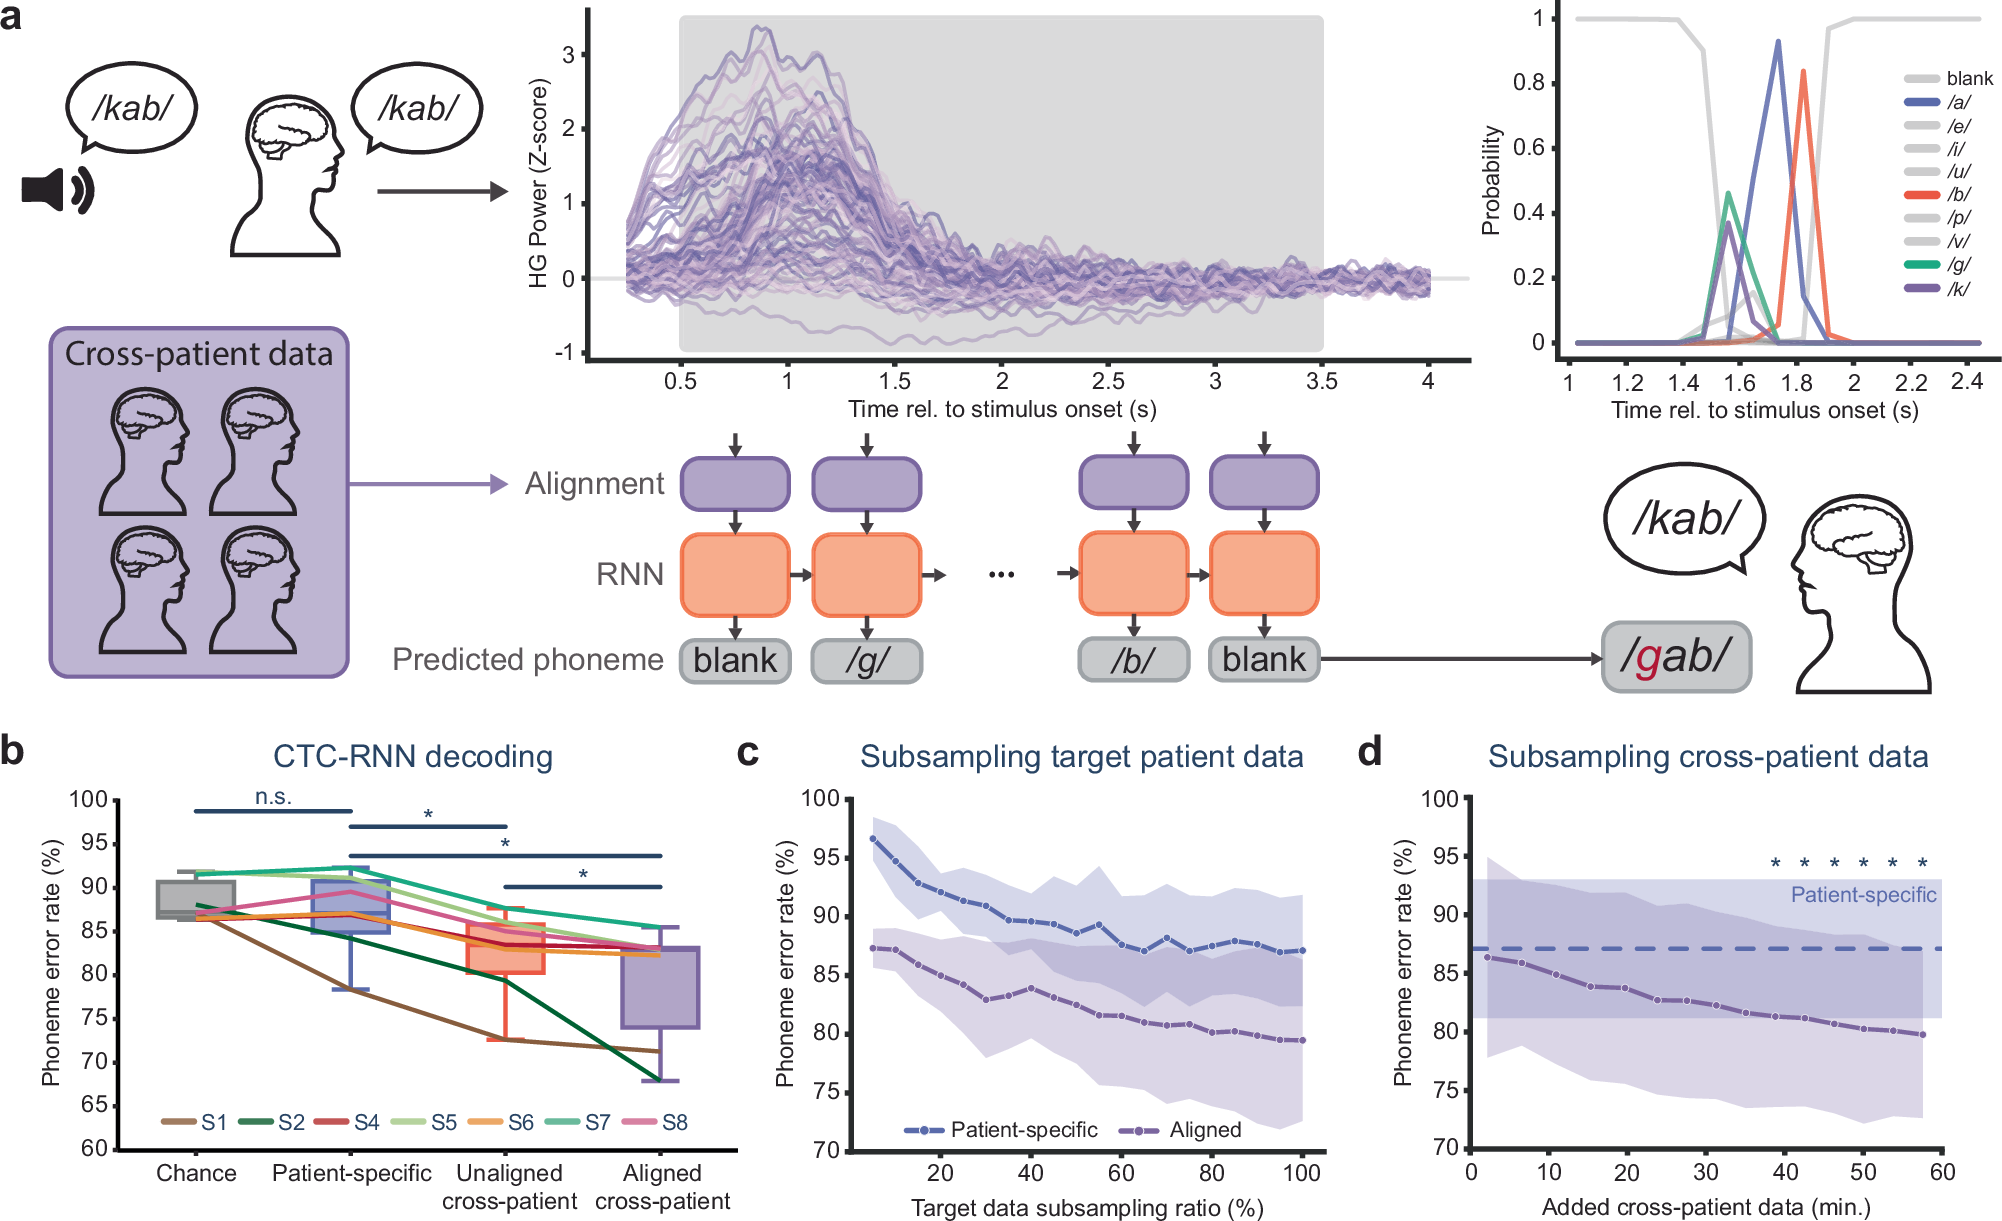 a
/kab/
/kab/
HG Power (Z-score)
3
2
1
0
-1
0.5 1 1.5 2 2.5 3 3.5 4
Time rel. to stimulus onset (s)
Probability
1
0.8
0.6
0.4
0.2
0
1 1.2 1.4 1.6 1.8 2 2.2 2.4
Time rel. to stimulus onset (s)
blank
/a/
/e/
/i/
/u/
/b/
/p/
/v/
/g/
/k/
Cross-patient data
Alignment
RNN
...
Predicted phoneme
blank /g/ /b/ blank
/kab/
/gab/
b
CTC-RNN decoding
Phoneme error rate (%)
100
95
90
85
80
75
70
65
60
n.s.
*
*
*
S1 S2 S4 S5 S6 S7 S8
Chance Patient-specific Unaligned cross-patient Aligned cross-patient
c
Subsampling target patient data
Phoneme error rate (%)
100
95
90
85
80
75
70
Patient-specific Aligned
20 40 60 80 100
Target data subsampling ratio (%)
d
Subsampling cross-patient data
Phoneme error rate (%)
100
95
90
85
80
75
70
* * * * * *
Patient-specific
0 10 20 30 40 50 60
Added cross-patient data (min.)